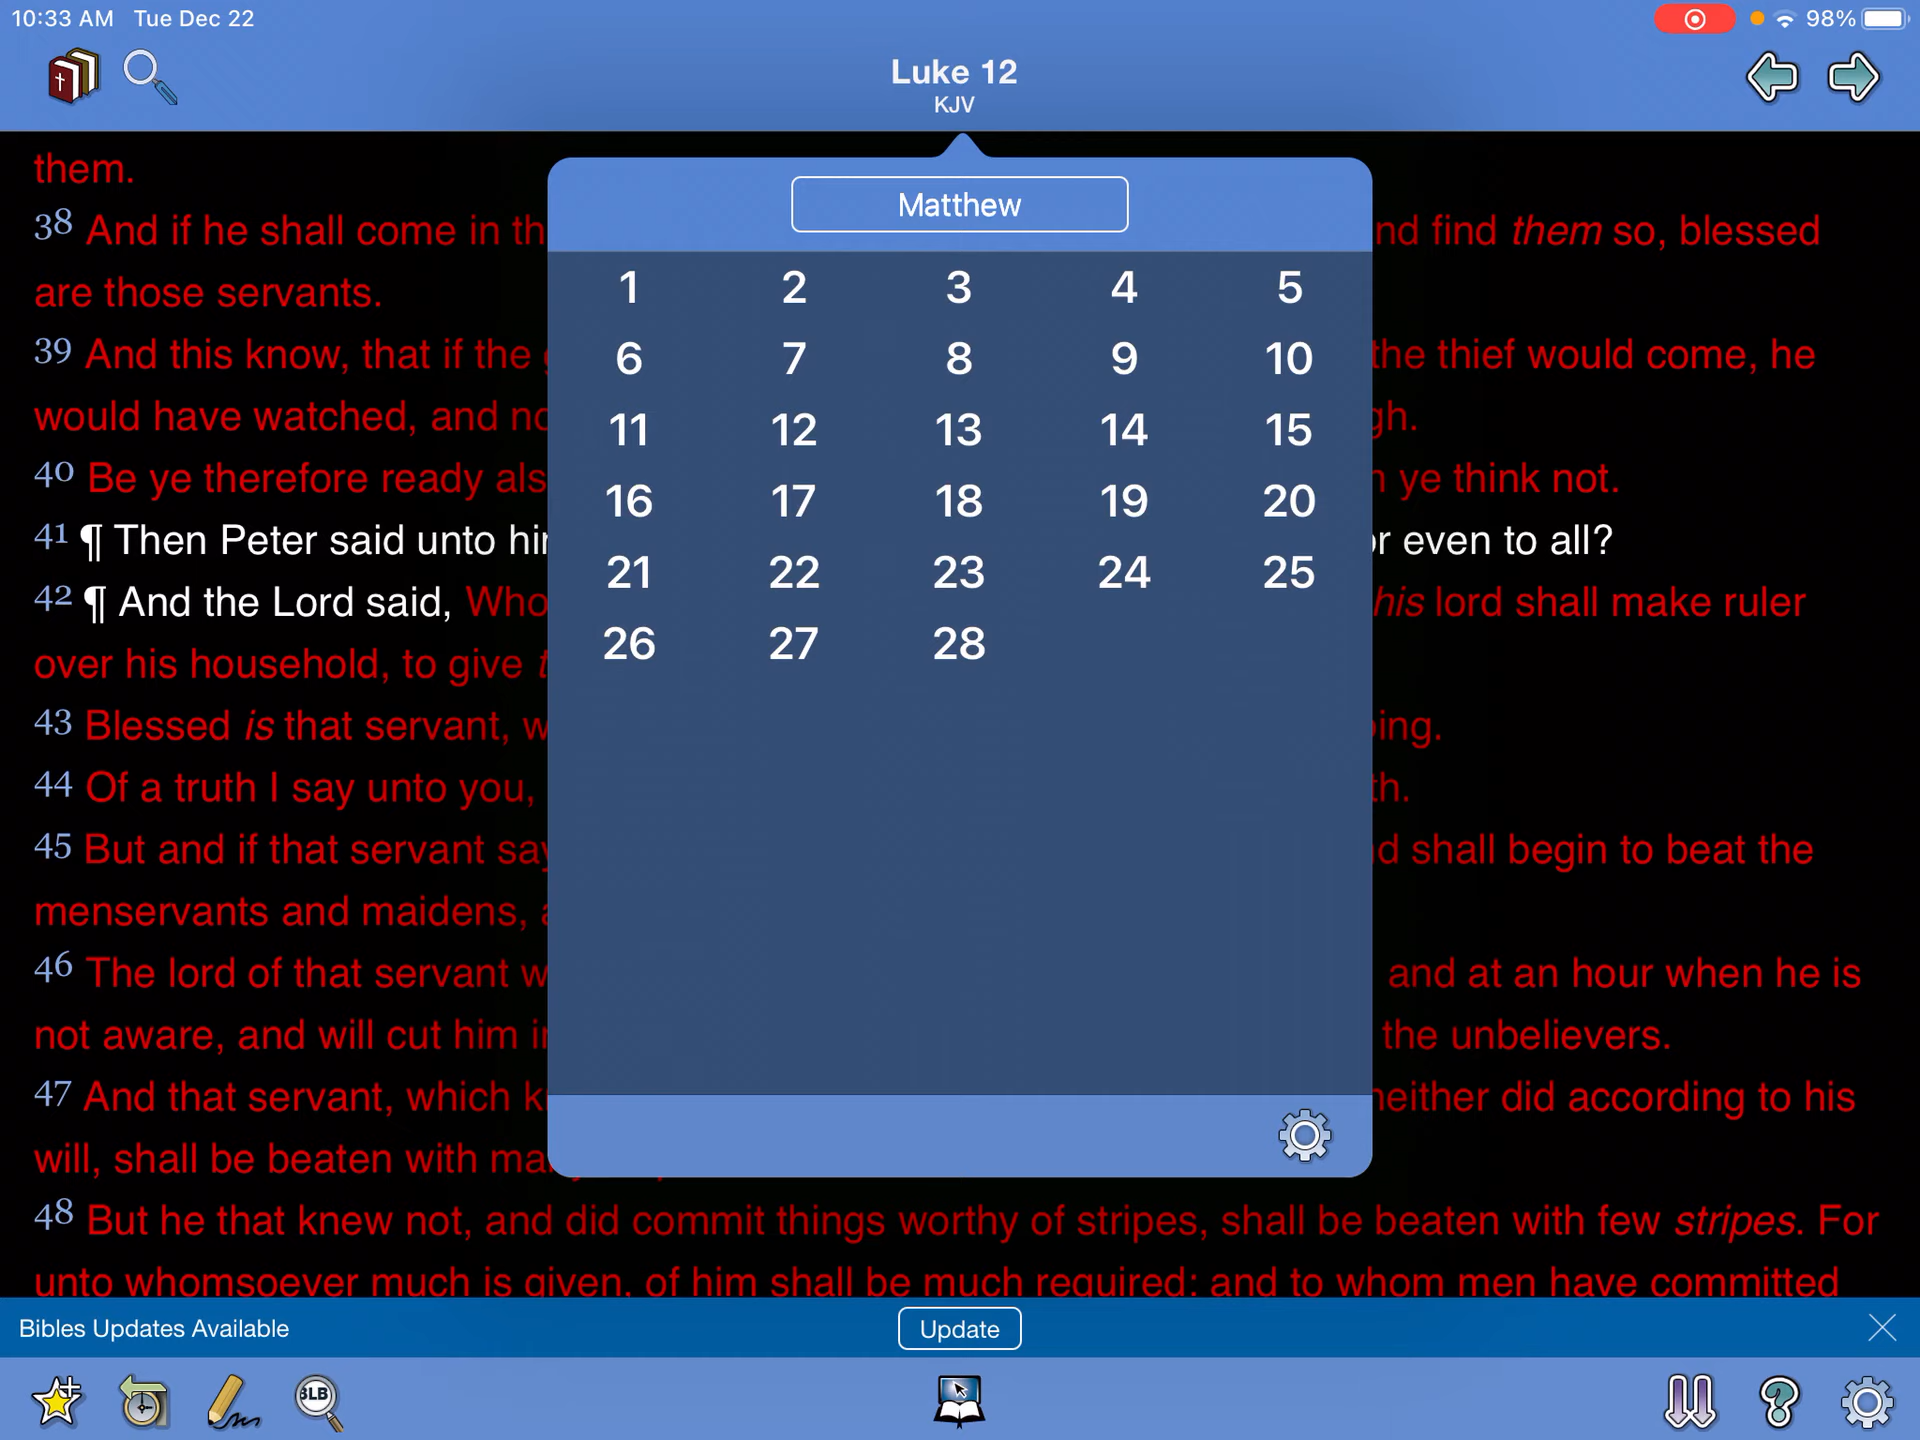 10:33 AM Tue Dec 22
98%
Luke 12
KJV
them.
Matthew
38 And if he shall come in th nd find them so, blessed
are those servants.
1 2 3 4 5
39 And this know, that if the the thief would come, he
6 7 8 9 10
would have watched, and no gh.
11 12 13 14 15
40 Be ye therefore ready als ye think not.
16 17 18 19 20
41 ¶ Then Peter said unto hi r even to all?
21 22 23 24 25
42 ¶ And the Lord said, Who his lord shall make ruler
26 27 28
over his household, to give
43 Blessed is that servant, w ing.
44 Of a truth I say unto you, th.
45 But and if that servant say d shall begin to beat the
menservants and maidens,
46 The lord of that servant w and at an hour when he is
not aware, and will cut him i the unbelievers.
47 And that servant, which k neither did according to his
will, shall be beaten with ma
48 But he that knew not, and did commit things worthy of stripes, shall be beaten with few stripes. For
unto whomsoever much is given, of him shall be much required: and to whom men have committed
Bibles Updates Available
Update
BLB